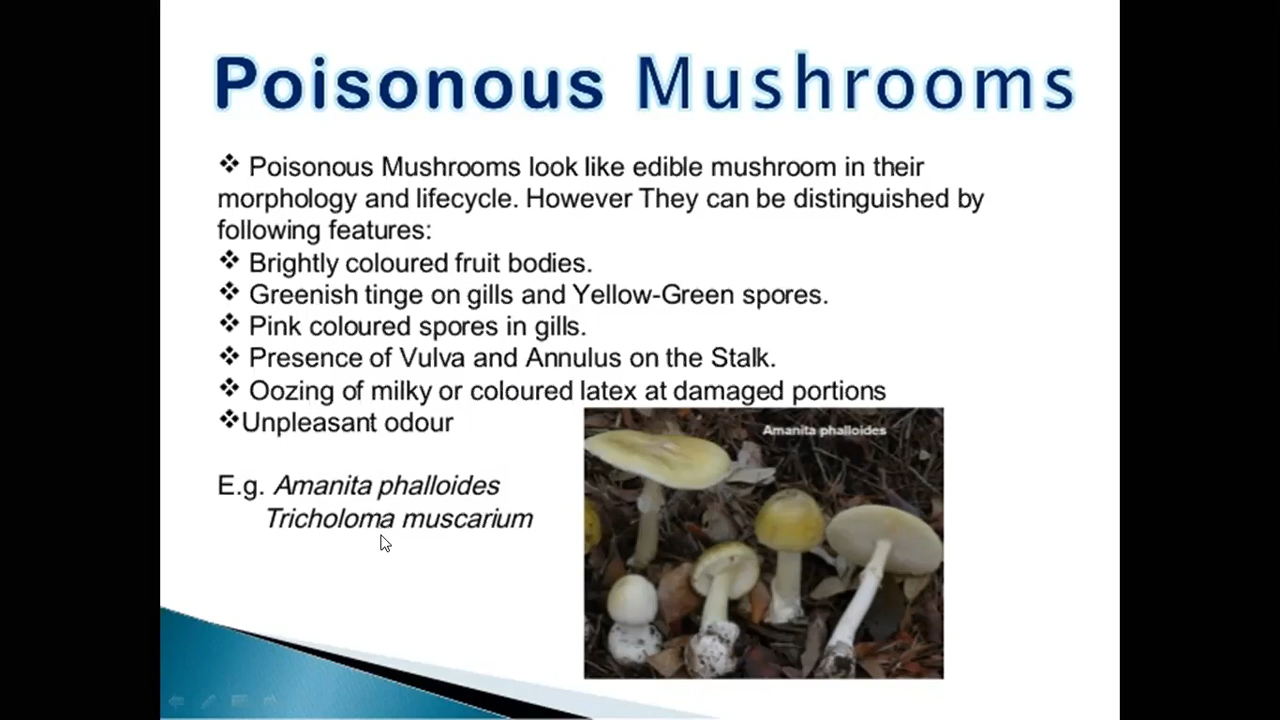 Poisonous Mushrooms
❖ Poisonous Mushrooms look like edible mushroom in their
morphology and lifecycle. However They can be distinguished by
following features:
❖ Brightly coloured fruit bodies.
❖ Greenish tinge on gills and Yellow-Green spores.
❖ Pink coloured spores in gills.
❖ Presence of Vulva and Annulus on the Stalk.
❖ Oozing of milky or coloured latex at damaged portions
❖Unpleasant odour
Amanita phalloides
E.g. Amanita phalloides
Tricholoma muscarium